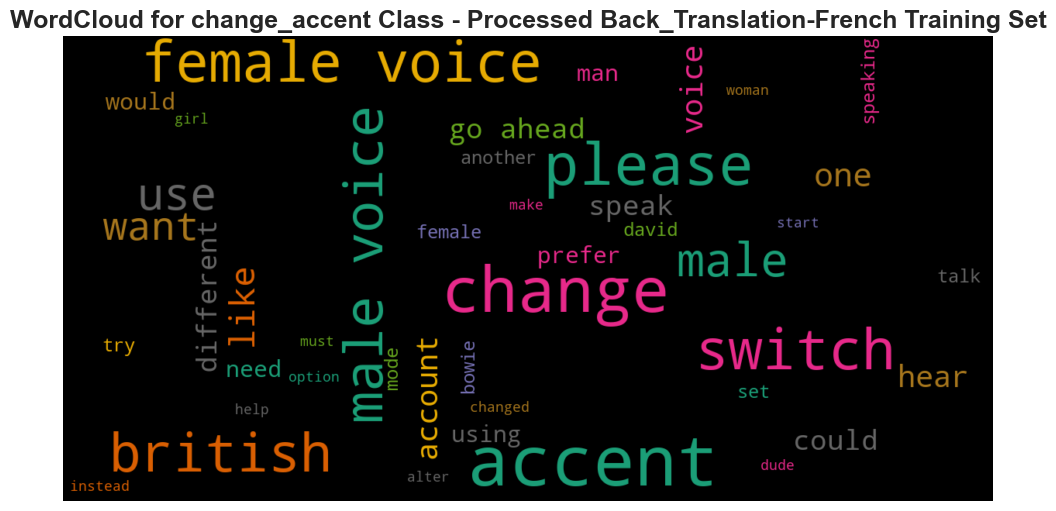 WordCloud for change_accent Class - Processed Back_Translation-French Training Set
female voice
man
voice
woman
speaking
would
girl
male voice
go ahead
another
please
one
use
want
make
speak
female
david
start
different
like
prefer
male
change
talk
try
must
need
option
mode
account
bowie
switch
hear
set
help
changed
british
using
accent
could
dude
alter
instead